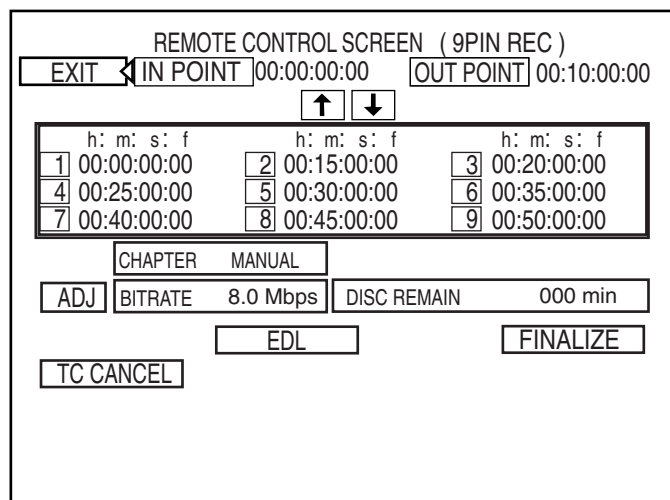 REMOTE CONTROL SCREEN ( 9PIN REC )
EXIT IN POINT 00:00:00:00 OUT POINT 00:10:00:00
↑ ↓
h: m: s: f h: m: s: f h: m: s: f
1 00:00:00:00 2 00:15:00:00 3 00:20:00:00
4 00:25:00:00 5 00:30:00:00 6 00:35:00:00
7 00:40:00:00 8 00:45:00:00 9 00:50:00:00
CHAPTER MANUAL
ADJ BITRATE 8.0 Mbps DISC REMAIN 000 min
EDL FINALIZE
TC CANCEL